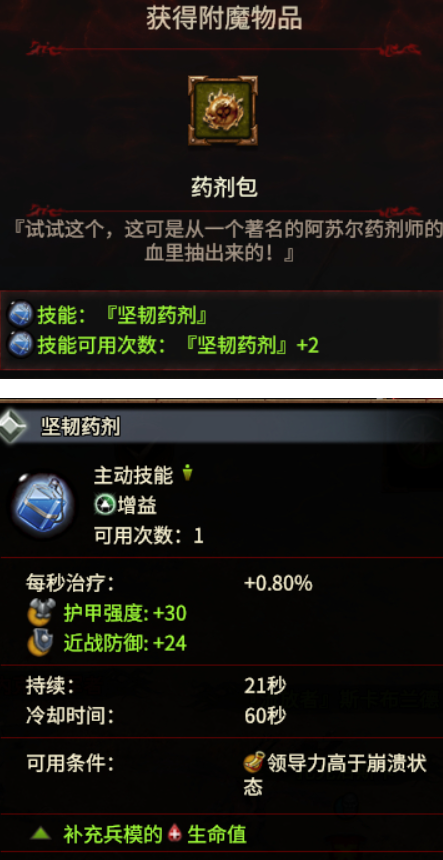 获得附魔物品
药剂包
『试试这个，这可是从一个著名的阿苏尔药剂师的
血里抽出来的！』
技能：『坚韧药剂』
技能可用次数：『坚韧药剂』+2
坚韧药剂
主动技能
增益
可用次数：1
每秒治疗： +0.80%
护甲强度: +30
近战防御: +24
持续： 21秒
冷却时间： 60秒
可用条件： 领导力高于崩溃状
态
补充兵模的生命值